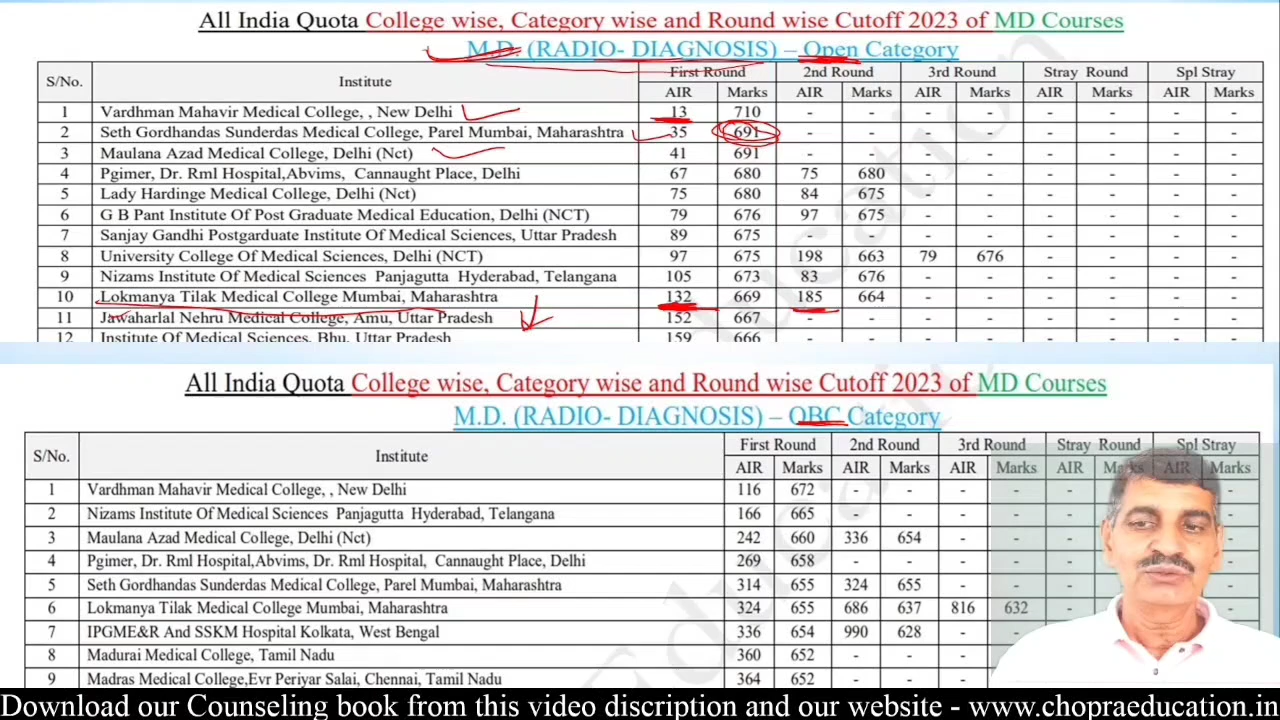 All India Quota College wise, Category wise and Round wise Cutoff 2023 of MD Courses
M.D. (RADIO- DIAGNOSIS) – Open Category
S/No. Institute First Round 2nd Round 3rd Round Stray Round Spl Stray
AIR Marks AIR Marks AIR Marks AIR Marks AIR Marks
1 Vardhman Mahavir Medical College, , New Delhi 13 710 - - - - - - - -
2 Seth Gordhandas Sunderdas Medical College, Parel Mumbai, Maharashtra 35 691 - - - - - - - -
3 Maulana Azad Medical College, Delhi (Nct) 41 691 - - - - - - - -
4 Pgimer, Dr. Rml Hospital,Abvims, Cannaught Place, Delhi 67 680 75 680 - - - - - -
5 Lady Hardinge Medical College, Delhi (Nct) 75 680 84 675 - - - - - -
6 G B Pant Institute Of Post Graduate Medical Education, Delhi (NCT) 79 676 97 675 - - - - - -
7 Sanjay Gandhi Postgarduate Institute Of Medical Sciences, Uttar Pradesh 89 675 - - - - - - - -
8 University College Of Medical Sciences, Delhi (NCT) 97 675 198 663 79 676 - - - -
9 Nizams Institute Of Medical Sciences Panjagutta Hyderabad, Telangana 105 673 83 676 - - - - - -
10 Lokmanya Tilak Medical College Mumbai, Maharashtra 132 669 185 664 - - - - - -
11 Jawaharlal Nehru Medical College, Amu, Uttar Pradesh 152 667 - - - - - - - -
12 Institute Of Medical Sciences, Bhu, Uttar Pradesh 159 666 - - - - - - - -
All India Quota College wise, Category wise and Round wise Cutoff 2023 of MD Courses
M.D. (RADIO- DIAGNOSIS) – OBC Category
S/No. Institute First Round 2nd Round 3rd Round Stray Round Spl Stray
AIR Marks AIR Marks AIR Marks AIR Marks AIR Marks
1 Vardhman Mahavir Medical College, , New Delhi 116 672 - - - - - - -
2 Nizams Institute Of Medical Sciences Panjagutta Hyderabad, Telangana 166 665 - - - - - - -
3 Maulana Azad Medical College, Delhi (Nct) 242 660 336 654 - - - - -
4 Pgimer, Dr. Rml Hospital,Abvims, Dr. Rml Hospital, Cannaught Place, Delhi 269 658 - - - - - -
5 Seth Gordhandas Sunderdas Medical College, Parel Mumbai, Maharashtra 314 655 324 655 - - - -
6 Lokmanya Tilak Medical College Mumbai, Maharashtra 324 655 686 637 816 632 - -
7 IPGME&R And SSKM Hospital Kolkata, West Bengal 336 654 990 628 - - -
8 Madurai Medical College, Tamil Nadu 360 652 - - - -
9 Madras Medical College,Evr Periyar Salai, Chennai, Tamil Nadu 364 652 - - - -
Download our Counseling book from this video discription and our website - www.chopraeducation.in